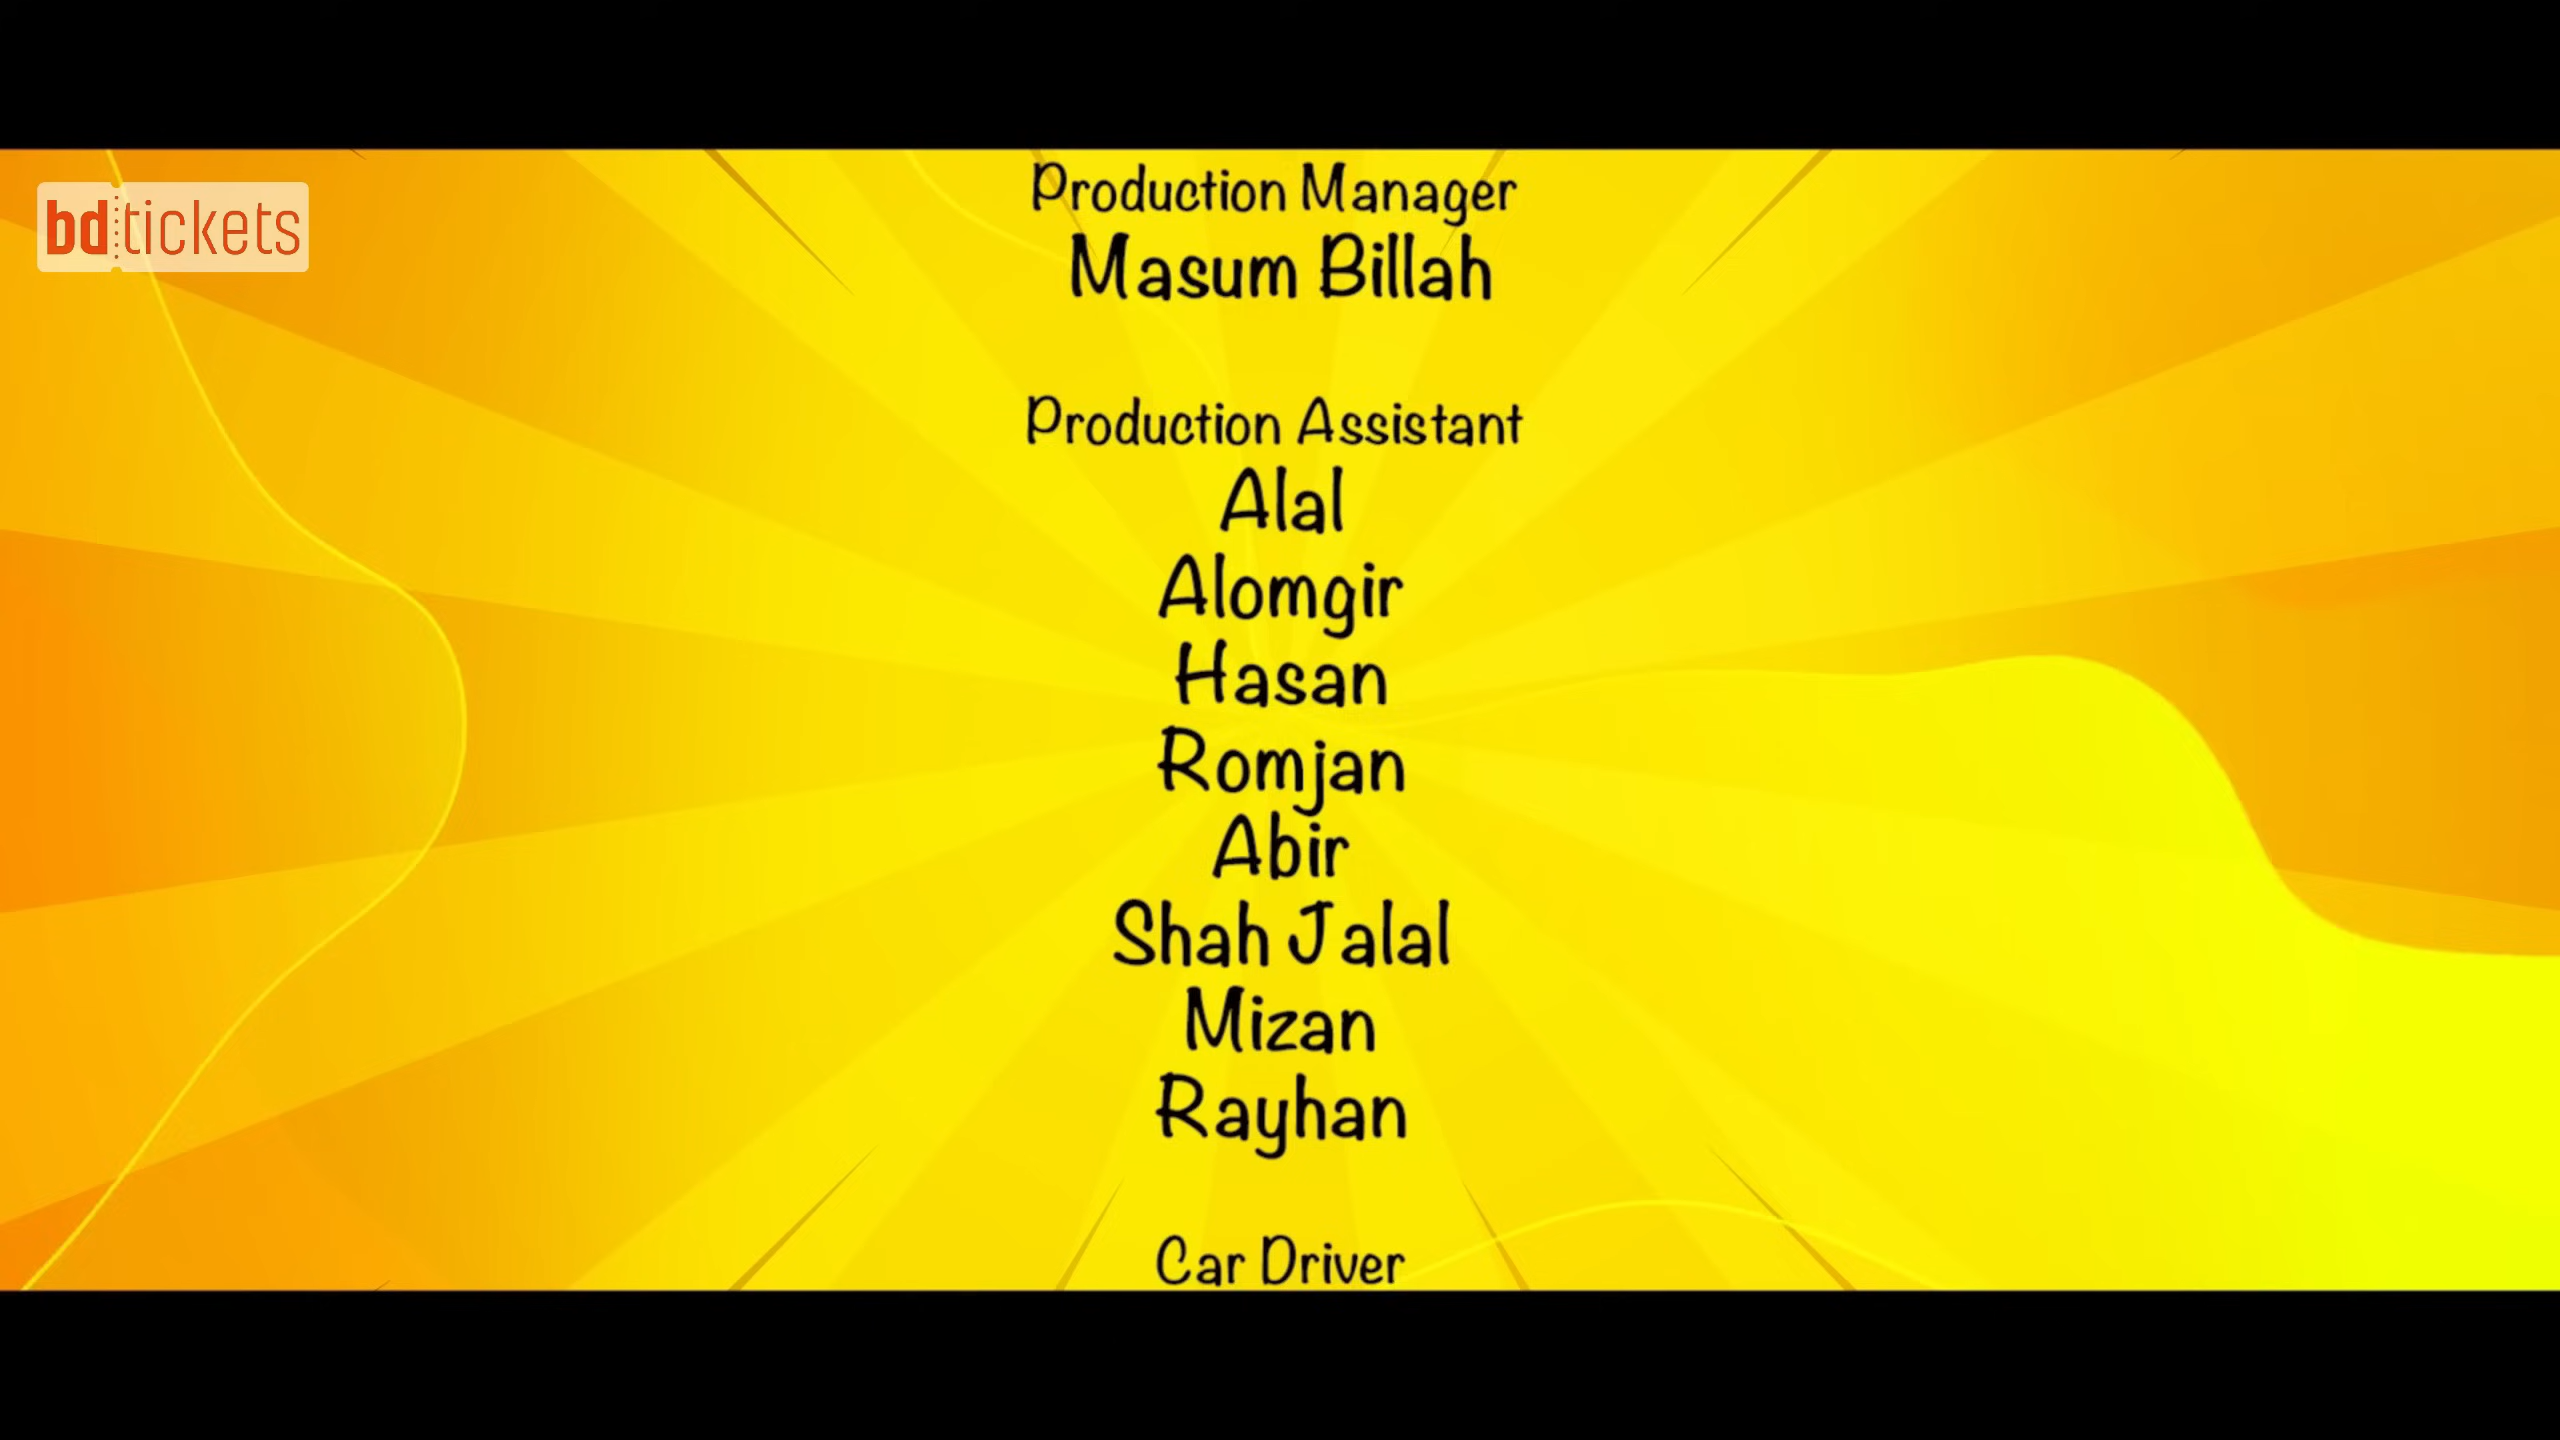 bdtickets
Production Manager
Masum Billah
Production Assistant
Alal
Alomgir
Hasan
Romjan
Abir
Shah Jalal
Mizan
Rayhan
Car Driver